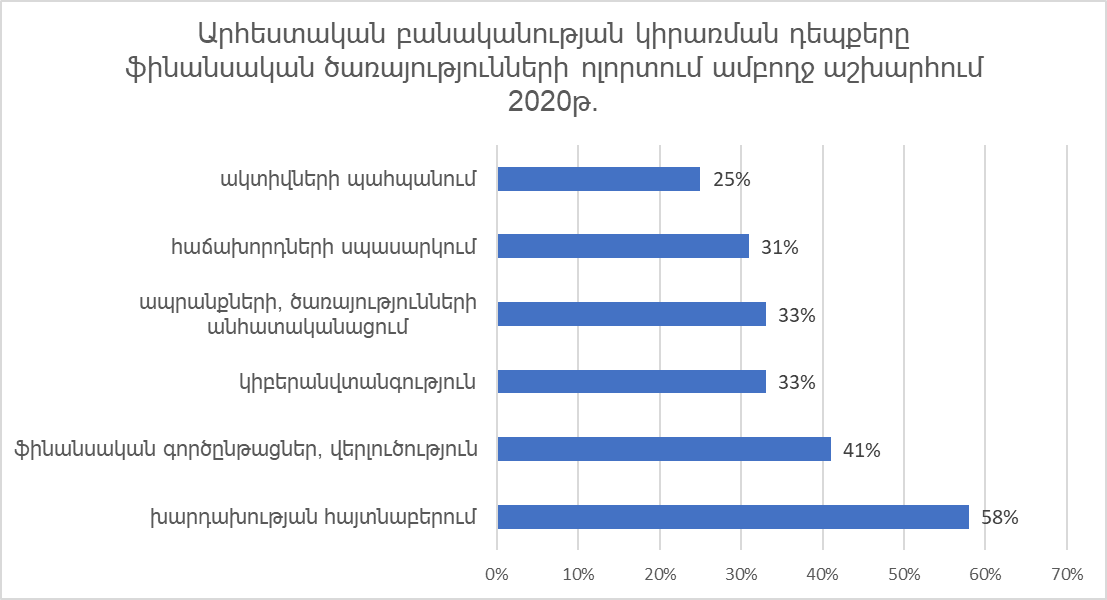 Արհեստական բանականության կիրառման դեպքերը
ֆինանսական ծառայությունների ոլորտում ամբողջ աշխարհում
2020թ.
ակտիվների պահպանում
25%
հաճախորդների սպասարկում
31%
ապրանքների, ծառայությունների
անհատականացում
33%
կիբերանվտանգություն
33%
ֆինանսական գործընթացներ, վերլուծություն
41%
խարդախության հայտնաբերում
58%
0% 10% 20% 30% 40% 50% 60% 70%